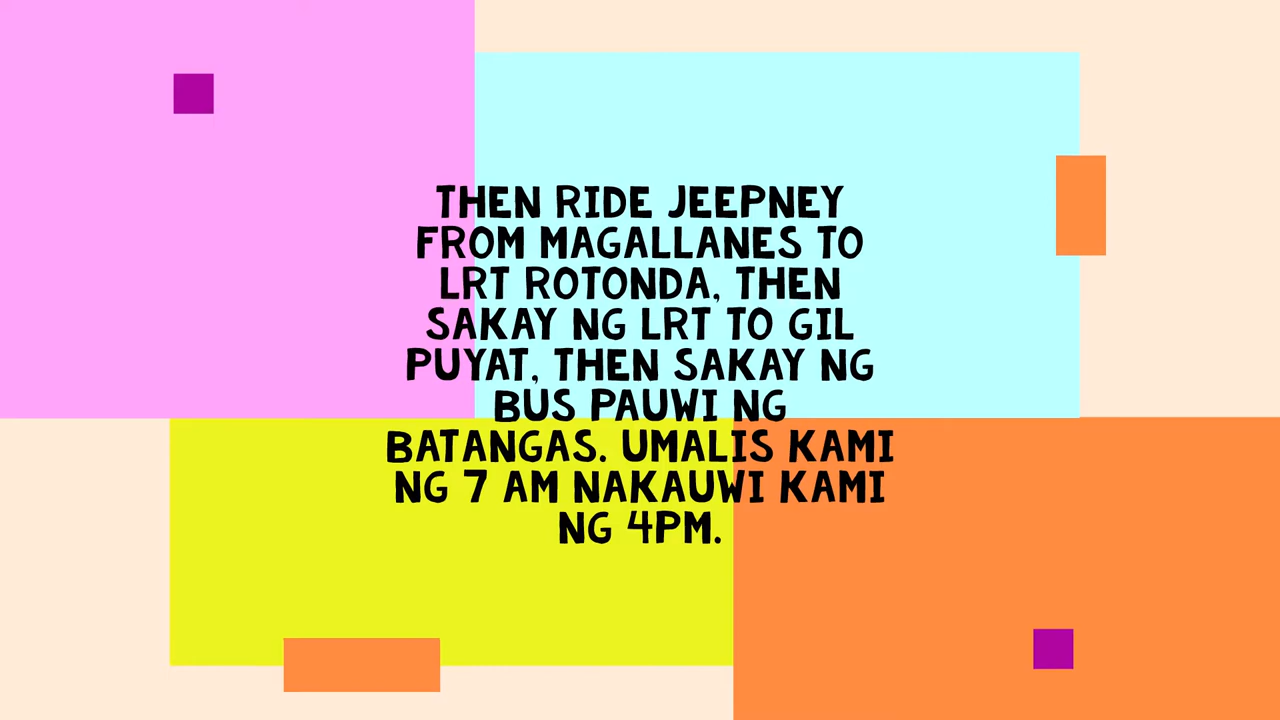 THEN RIDE JEEPNEY
FROM MAGALLANES TO
LRT ROTONDA, THEN
SAKAY NG LRT TO GIL
PUYAT, THEN SAKAY NG
BUS PAUWI NG
BATANGAS. UMALIS KAMI
NG 7 AM NAKAUWI KAMI
NG 4PM.